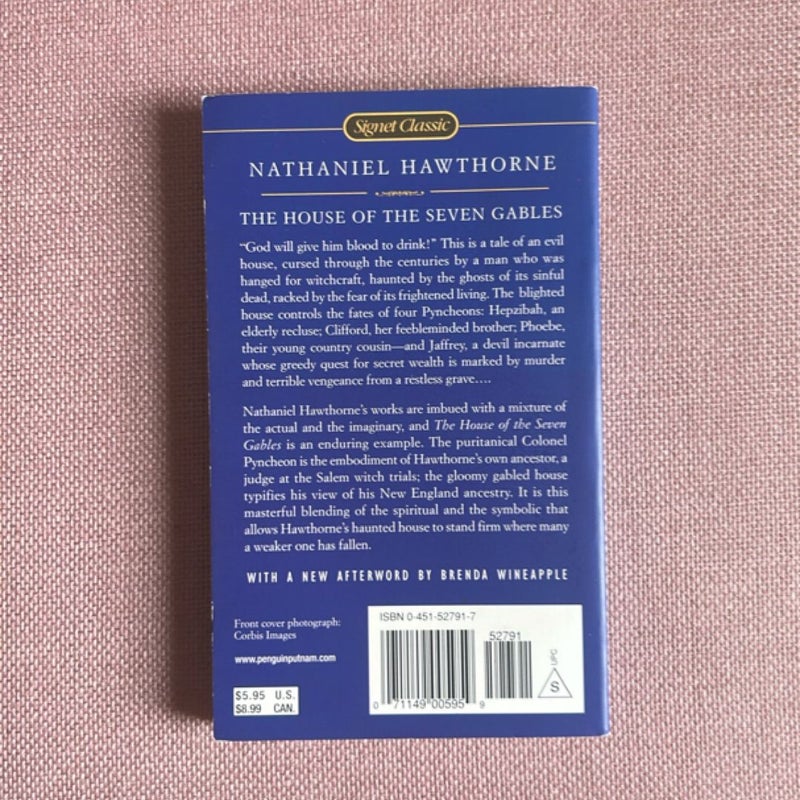 Signet Classic
NATHANIEL HAWTHORNE
THE HOUSE OF THE SEVEN GABLES
“God will give him blood to drink!” This is a tale of an evil
house, cursed through the centuries by a man who was
hanged for witchcraft, haunted by the ghosts of its sinful
dead, racked by the fear of its frightened living. The blighted
house controls the fates of four Pyncheons: Hepzibah, an
elderly recluse; Clifford, her feebleminded brother; Phoebe,
their young country cousin—and Jaffrey, a devil incarnate
whose greedy quest for secret wealth is marked by murder
and terrible vengeance from a restless grave....
Nathaniel Hawthorne’s works are imbued with a mixture of
the actual and the imaginary, and The House of the Seven
Gables is an enduring example. The puritanical Colonel
Pyncheon is the embodiment of Hawthorne’s own ancestor, a
judge at the Salem witch trials; the gloomy gabled house
typifies his view of his New England ancestry. It is this
masterful blending of the spiritual and the symbolic that
allows Hawthorne’s haunted house to stand firm where many
a weaker one has fallen.
WITH A NEW AFTERWORD BY BRENDA WINEAPPLE
Front cover photograph:
Corbis Images
www.penguinputnam.com
$5.95 U.S.
$8.99 CAN.
ISBN 0-451-52791-7
52791
0 71149 00595 9
UPC
S